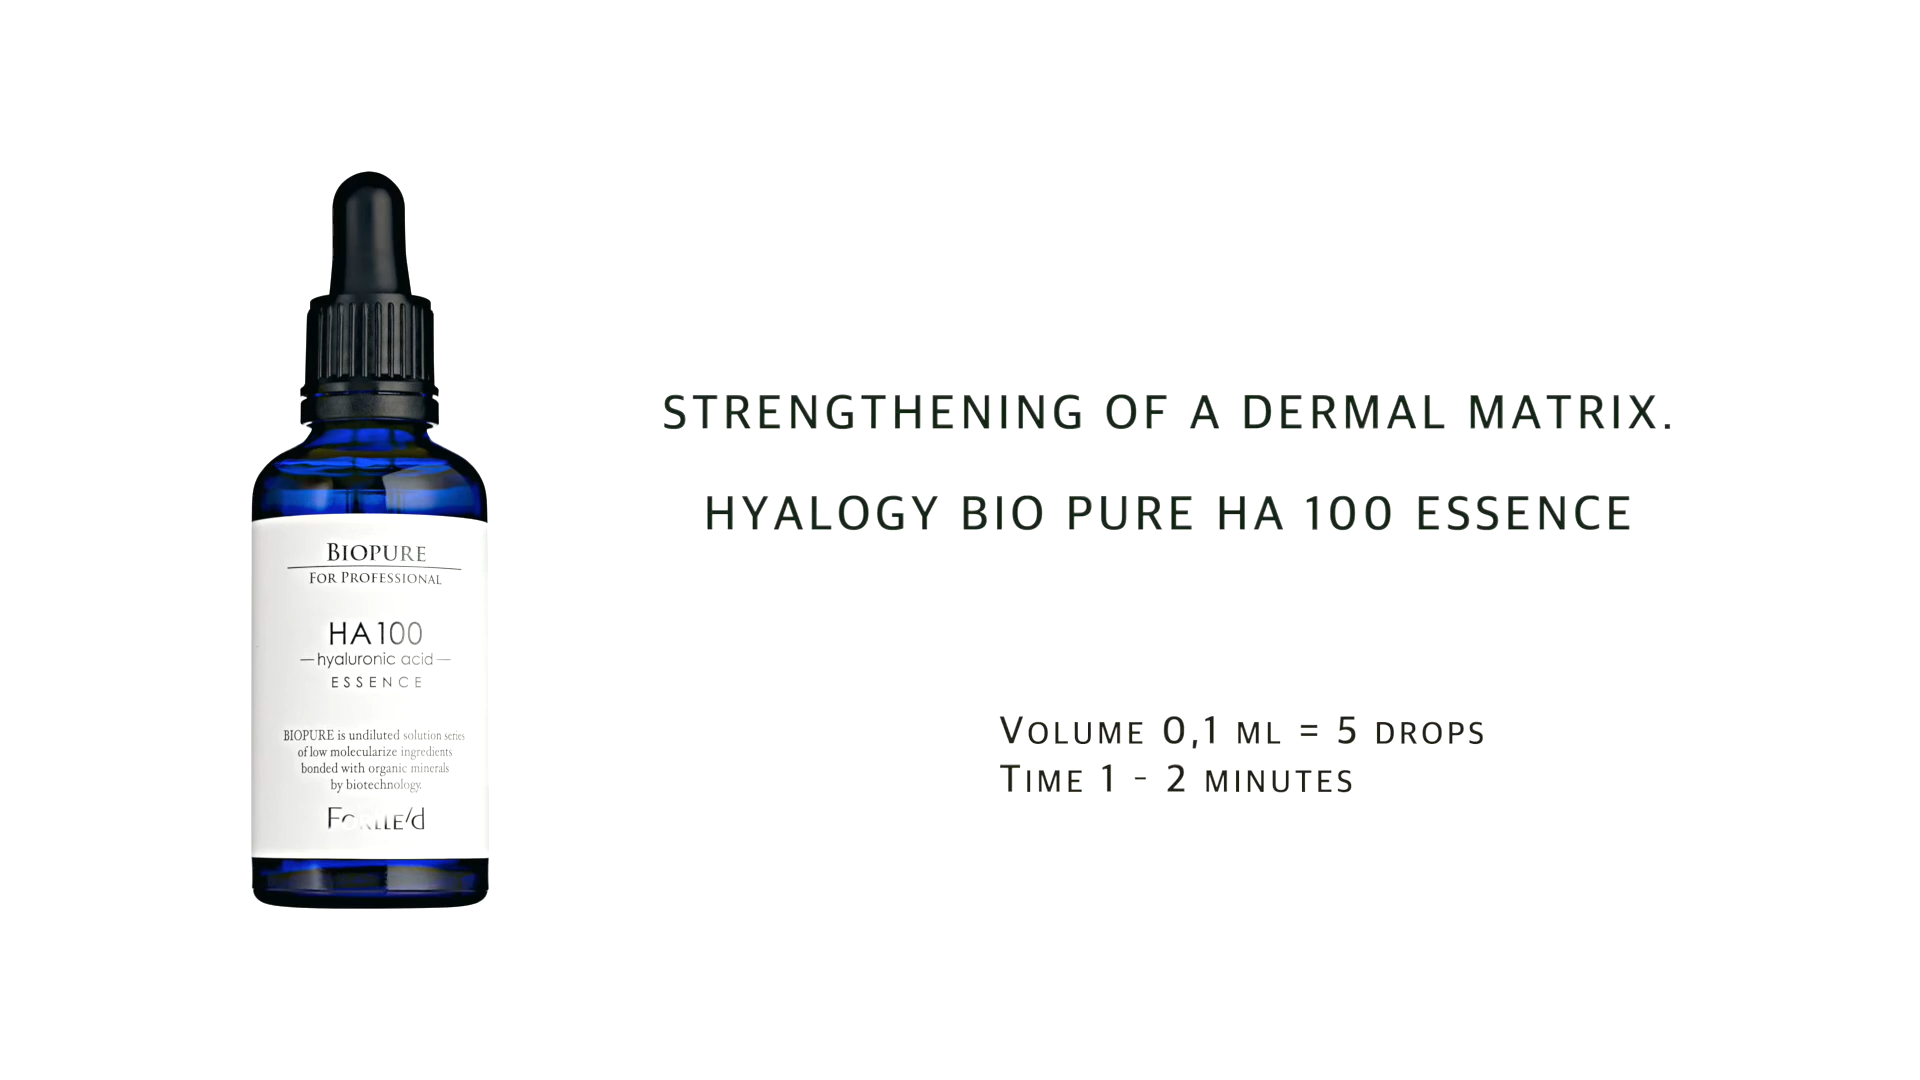 BIOPURE
FOR PROFESSIONAL
HA100
—hyaluronic acid—
ESSENCE
BIOPURE is undiluted solution series
of low molecularize ingredients
bonded with organic minerals
by biotechnology.
FORLLE'd
STRENGTHENING OF A DERMAL MATRIX.
HYALOGY BIO PURE HA 100 ESSENCE
VOLUME 0,1 ML = 5 DROPS
TIME 1 - 2 MINUTES